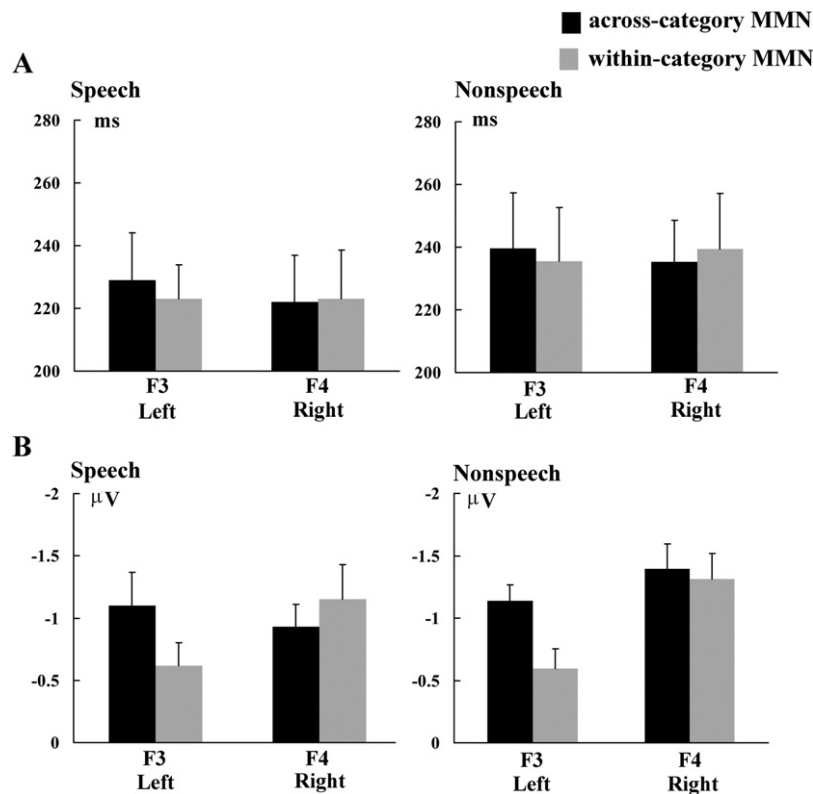 across-category MMN
within-category MMN
A
Speech
ms
280
260
240
220
200
F3
Left
F4
Right
Nonspeech
ms
280
260
240
220
200
F3
Left
F4
Right
B
Speech
μV
-2
-1.5
-1
-0.5
0
F3
Left
F4
Right
Nonspeech
μV
-2
-1.5
-1
-0.5
0
F3
Left
F4
Right